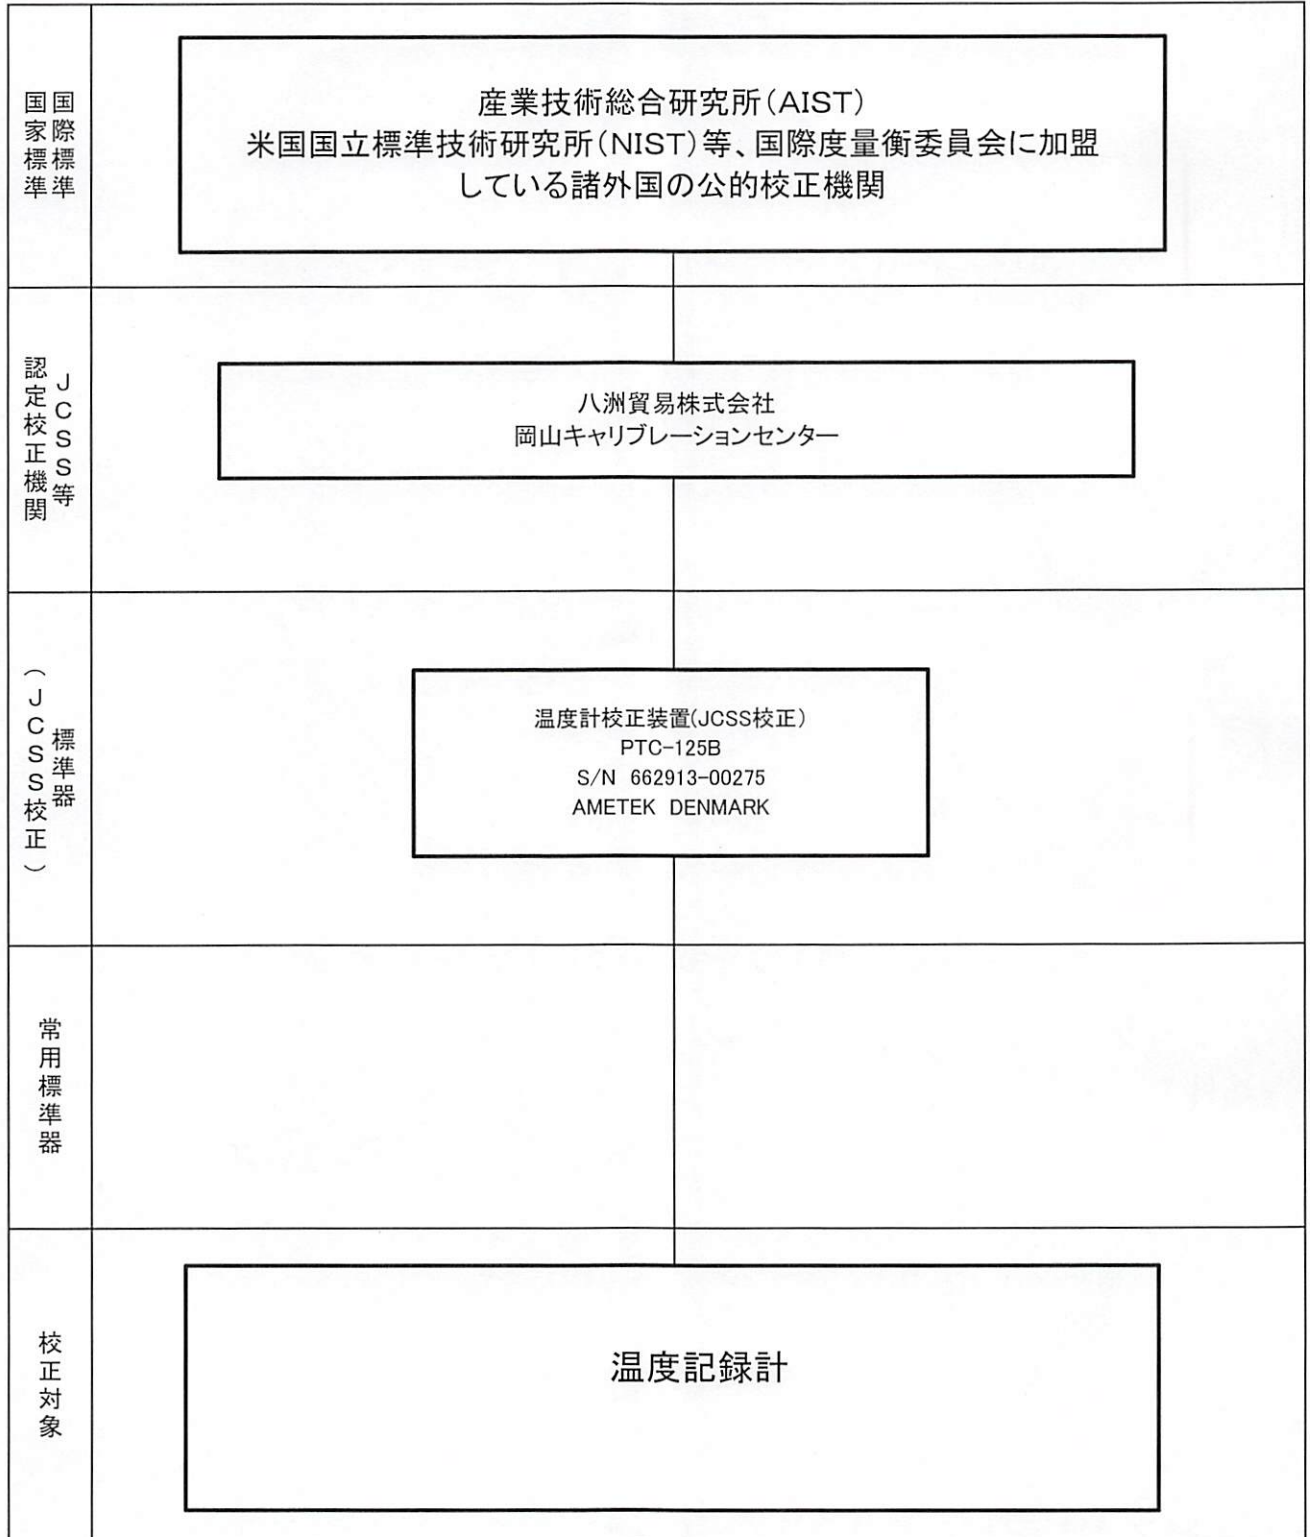 国際標準
国家標準
産業技術総合研究所(AIST)
米国国立標準技術研究所(NIST)等、国際度量衡委員会に加盟
している諸外国の公的校正機関
JCSS等
認定校正機関
八洲貿易株式会社
岡山キャリブレーションセンター
標準器
(JCSS校正)
温度計校正装置(JCSS校正)
PTC-125B
S/N 662913-00275
AMETEK DENMARK
常用標準器
校正対象
温度記録計